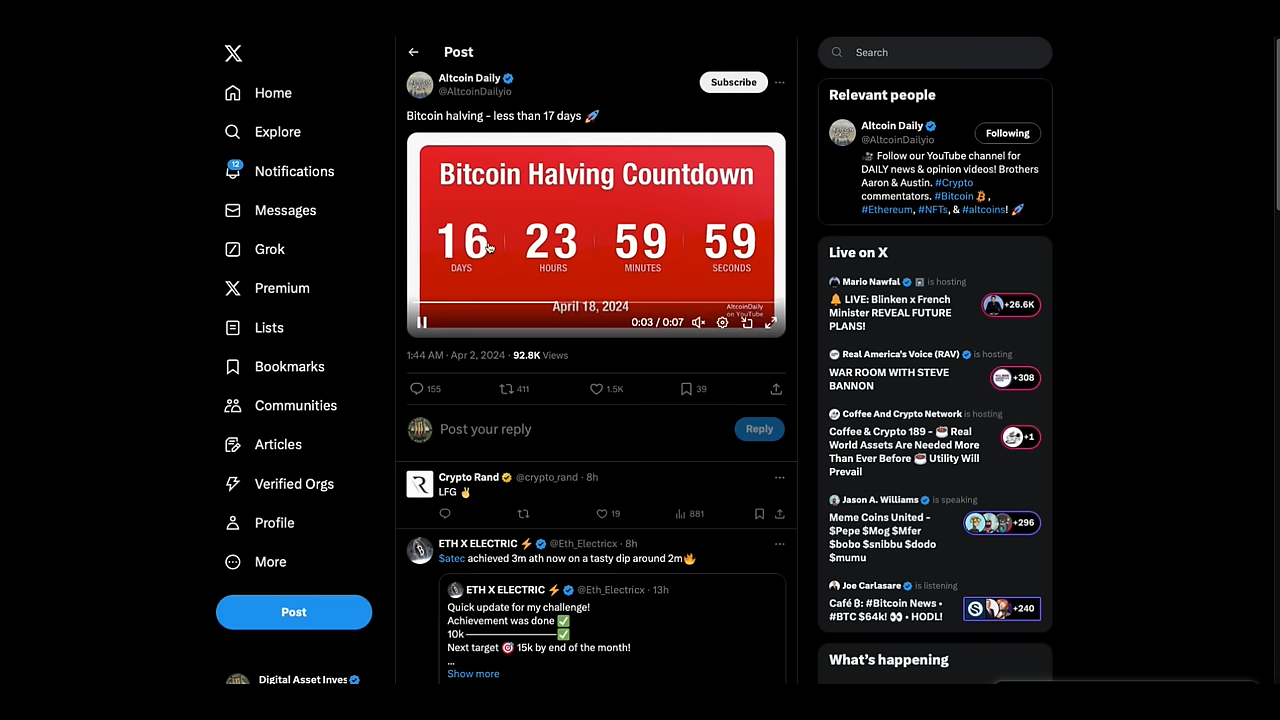 Home
Explore
12
Notifications
Messages
Grok
Premium
Lists
Bookmarks
Communities
Articles
Verified Orgs
Profile
More
Post
Digital Asset Inves
Post
Altcoin Daily
@AltcoinDailyio
Subscribe
Bitcoin halving - less than 17 days 🚀
Bitcoin Halving Countdown
16 23 59 59
DAYS HOURS MINUTES SECONDS
April 18, 2024
AltcoinDaily
on YouTube
0:03 / 0:07
1:44 AM · Apr 2, 2024 · 92.8K Views
155 411 1.5K 39
Post your reply
Reply
Crypto Rand @crypto_rand · 8h
LFG ✌️
19 881
ETH X ELECTRIC ⚡ @Eth_Electricx · 8h
$atec achieved 3m ath now on a tasty dip around 2m🔥
ETH X ELECTRIC ⚡ @Eth_Electricx · 13h
Quick update for my challenge!
Achievement was done ✅
10k ——————✅
Next target 🎯 15k by end of the month!
...
Show more
Search
Relevant people
Altcoin Daily
@AltcoinDailyio
Following
🎥 Follow our YouTube channel for
DAILY news & opinion videos! Brothers
Aaron & Austin. #Crypto
commentators. #Bitcoin ₿,
#Ethereum, #NFTs, & #altcoins! 🚀
Live on X
Mario Nawfal is hosting
🔔 LIVE: Blinken x French
Minister REVEAL FUTURE
PLANS!
+26.6K
Real America's Voice (RAV) is hosting
WAR ROOM WITH STEVE
BANNON
+308
Coffee And Crypto Network is hosting
Coffee & Crypto 189 - ☕ Real
World Assets Are Needed More
Than Ever Before ☕ Utility Will
Prevail
+1
Jason A. Williams is speaking
Meme Coins United -
$Pepe $Mog $Mfer
$bobo $snibbu $dodo
$mumu
+296
Joe Carlasare is listening
Café ₿: #Bitcoin News •
#BTC $64k! 👀 • HODL!
+240
What's happening